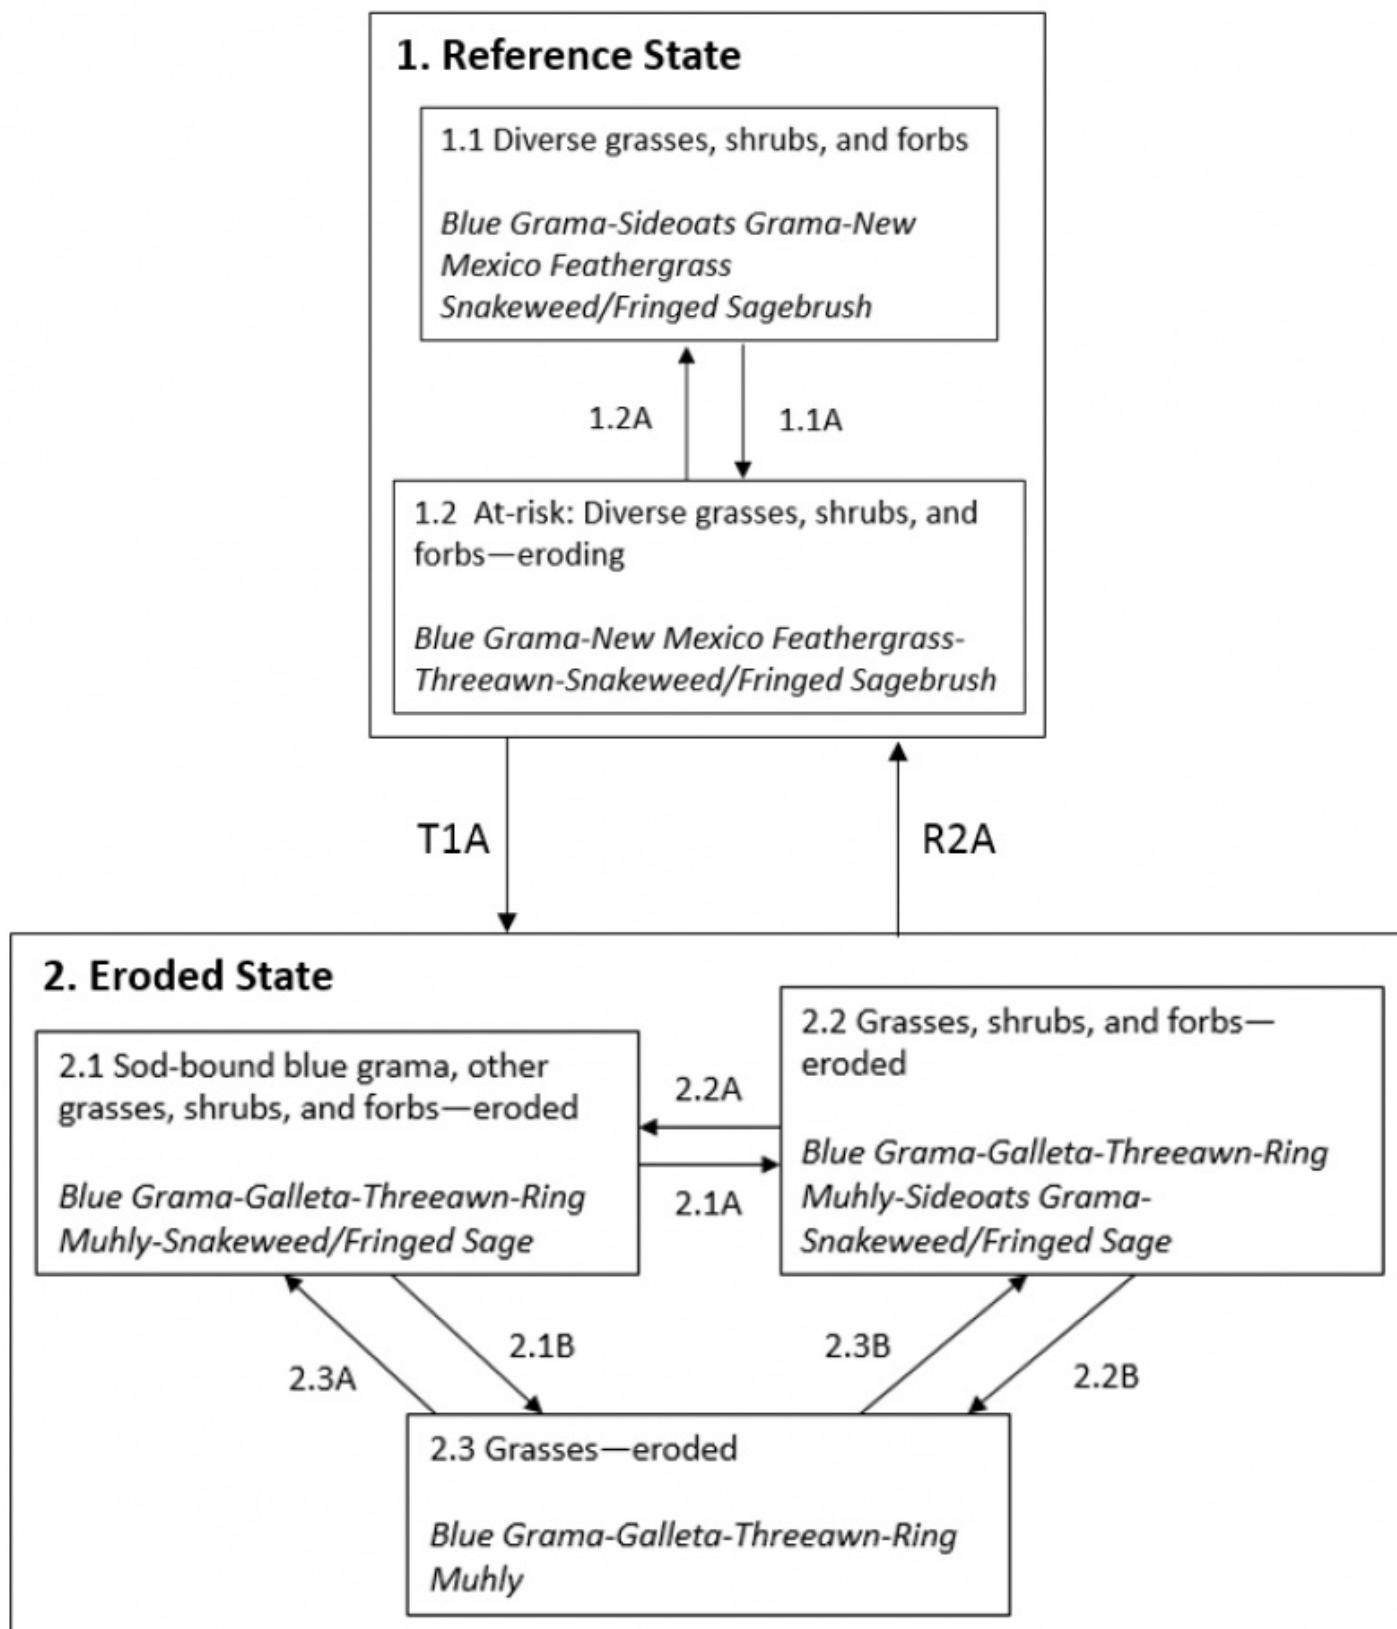 1. Reference State
1.1 Diverse grasses, shrubs, and forbs
Blue Grama-Sideoats Grama-New
Mexico Feathergrass
Snakeweed/Fringed Sagebrush
1.2A
1.1A
1.2  At-risk: Diverse grasses, shrubs, and
forbs—eroding
Blue Grama-New Mexico Feathergrass-
Threeawn-Snakeweed/Fringed Sagebrush
T1A
R2A
2. Eroded State
2.1 Sod-bound blue grama, other
grasses, shrubs, and forbs—eroded
Blue Grama-Galleta-Threeawn-Ring
Muhly-Snakeweed/Fringed Sage
2.2A
2.1A
2.2 Grasses, shrubs, and forbs—
eroded
Blue Grama-Galleta-Threeawn-Ring
Muhly-Sideoats Grama-
Snakeweed/Fringed Sage
2.3A
2.1B
2.3B
2.2B
2.3 Grasses—eroded
Blue Grama-Galleta-Threeawn-Ring
Muhly